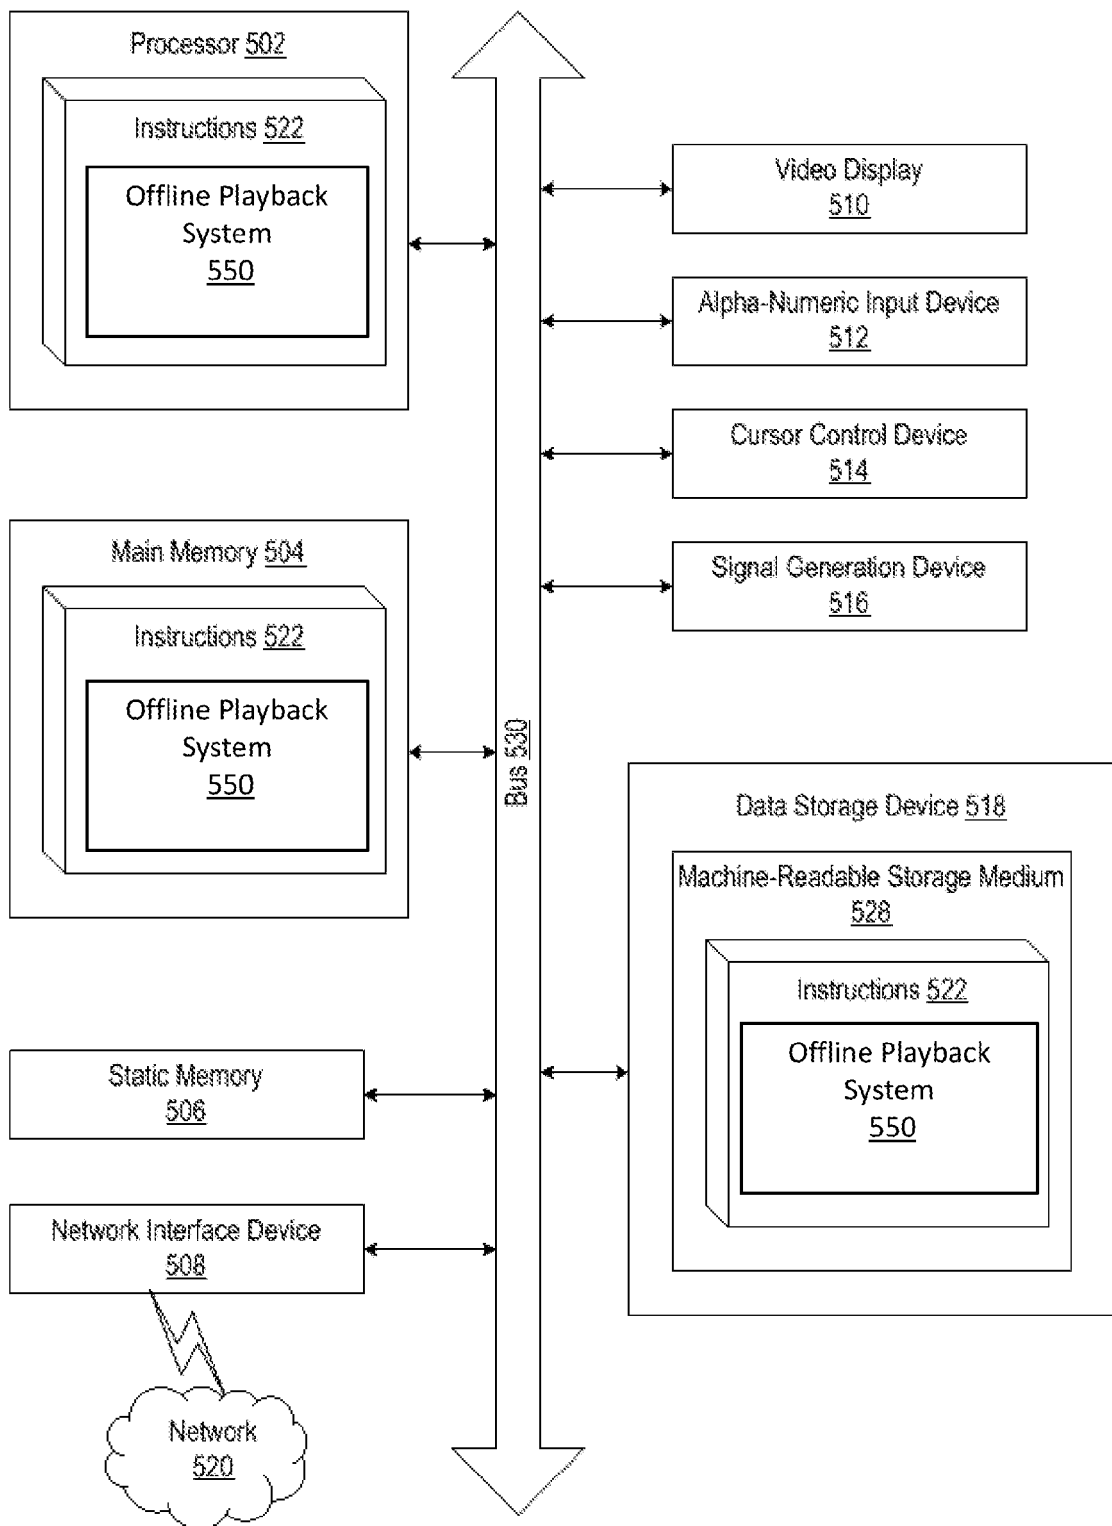 Processor 502
Instructions 522
Offline Playback
System
550
Main Memory 504
Instructions 522
Offline Playback
System
550
Static Memory
506
Network Interface Device
508
Network
520
Bus 530
Video Display
510
Alpha-Numeric Input Device
512
Cursor Control Device
514
Signal Generation Device
516
Data Storage Device 518
Machine-Readable Storage Medium
528
Instructions 522
Offline Playback
System
550